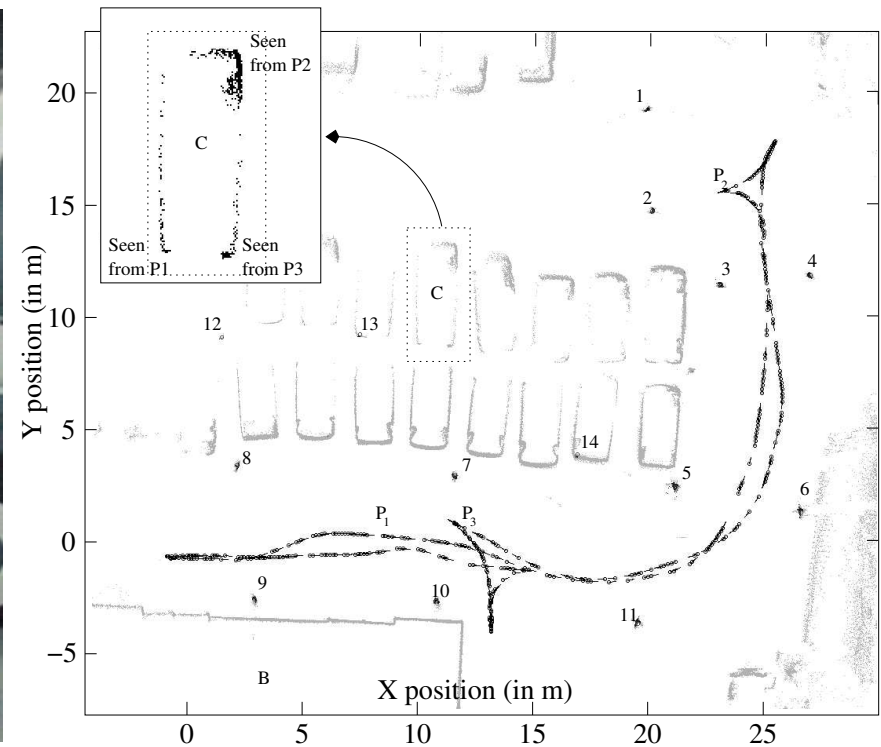 Seen
from P2
C
Seen
from P1
Seen
from P3
1
20
P2
2
15
3
4
C
12
13
10
Y position (in m)
5
14
8
7
5
6
P1
P3
0
9
10
11
−5
B
X position (in m)
0
5
10
15
20
25